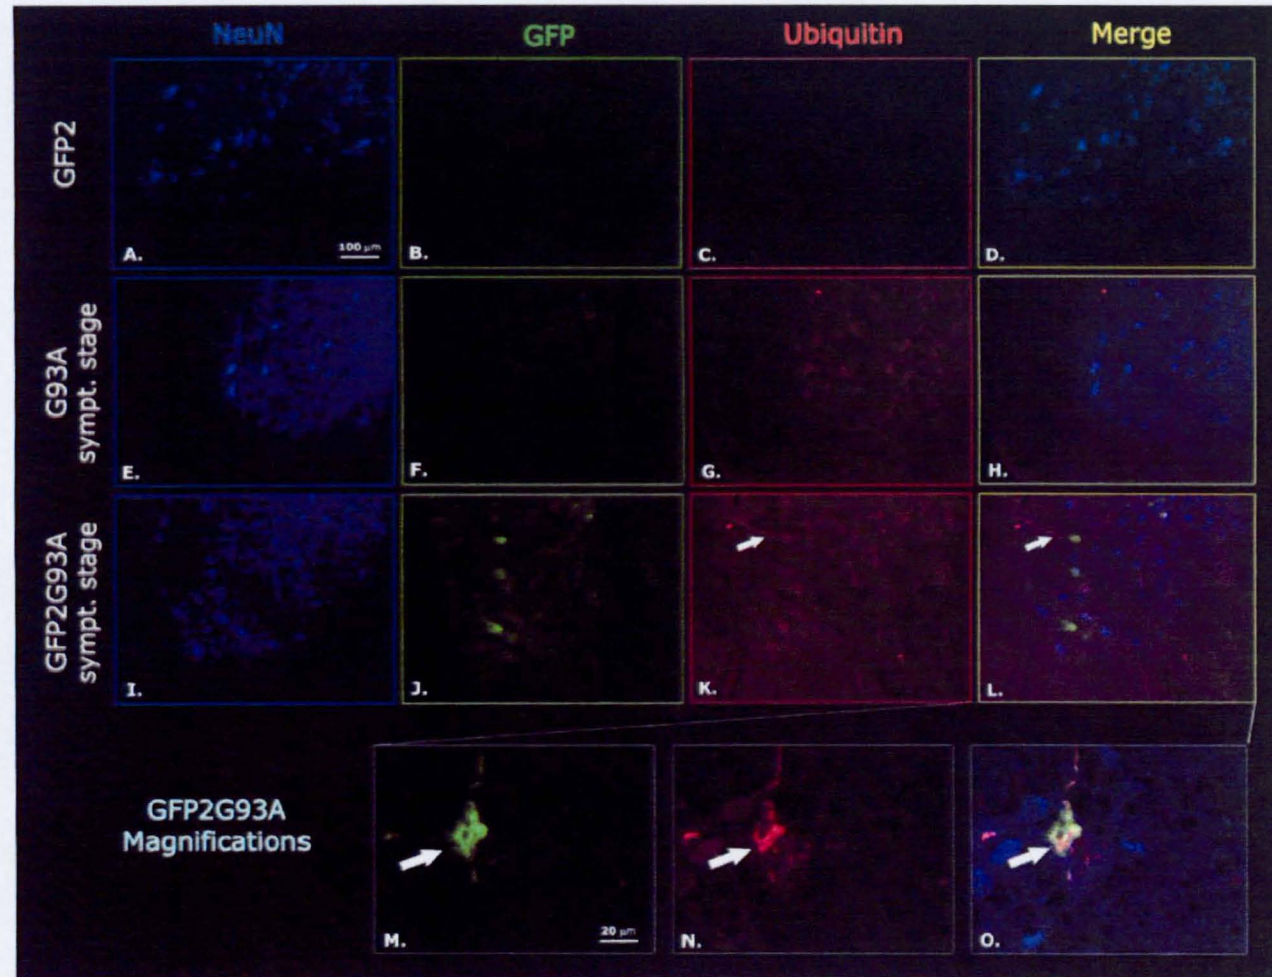 NeuN GFP Ubiquitin Merge
GFP2
A. 100 µm B. C. D.
G93A
sympt. stage
E. F. G. H.
GFP2G93A
sympt. stage
I. J. K. L.
GFP2G93A
Magnifications
M. 20 µm N. O.